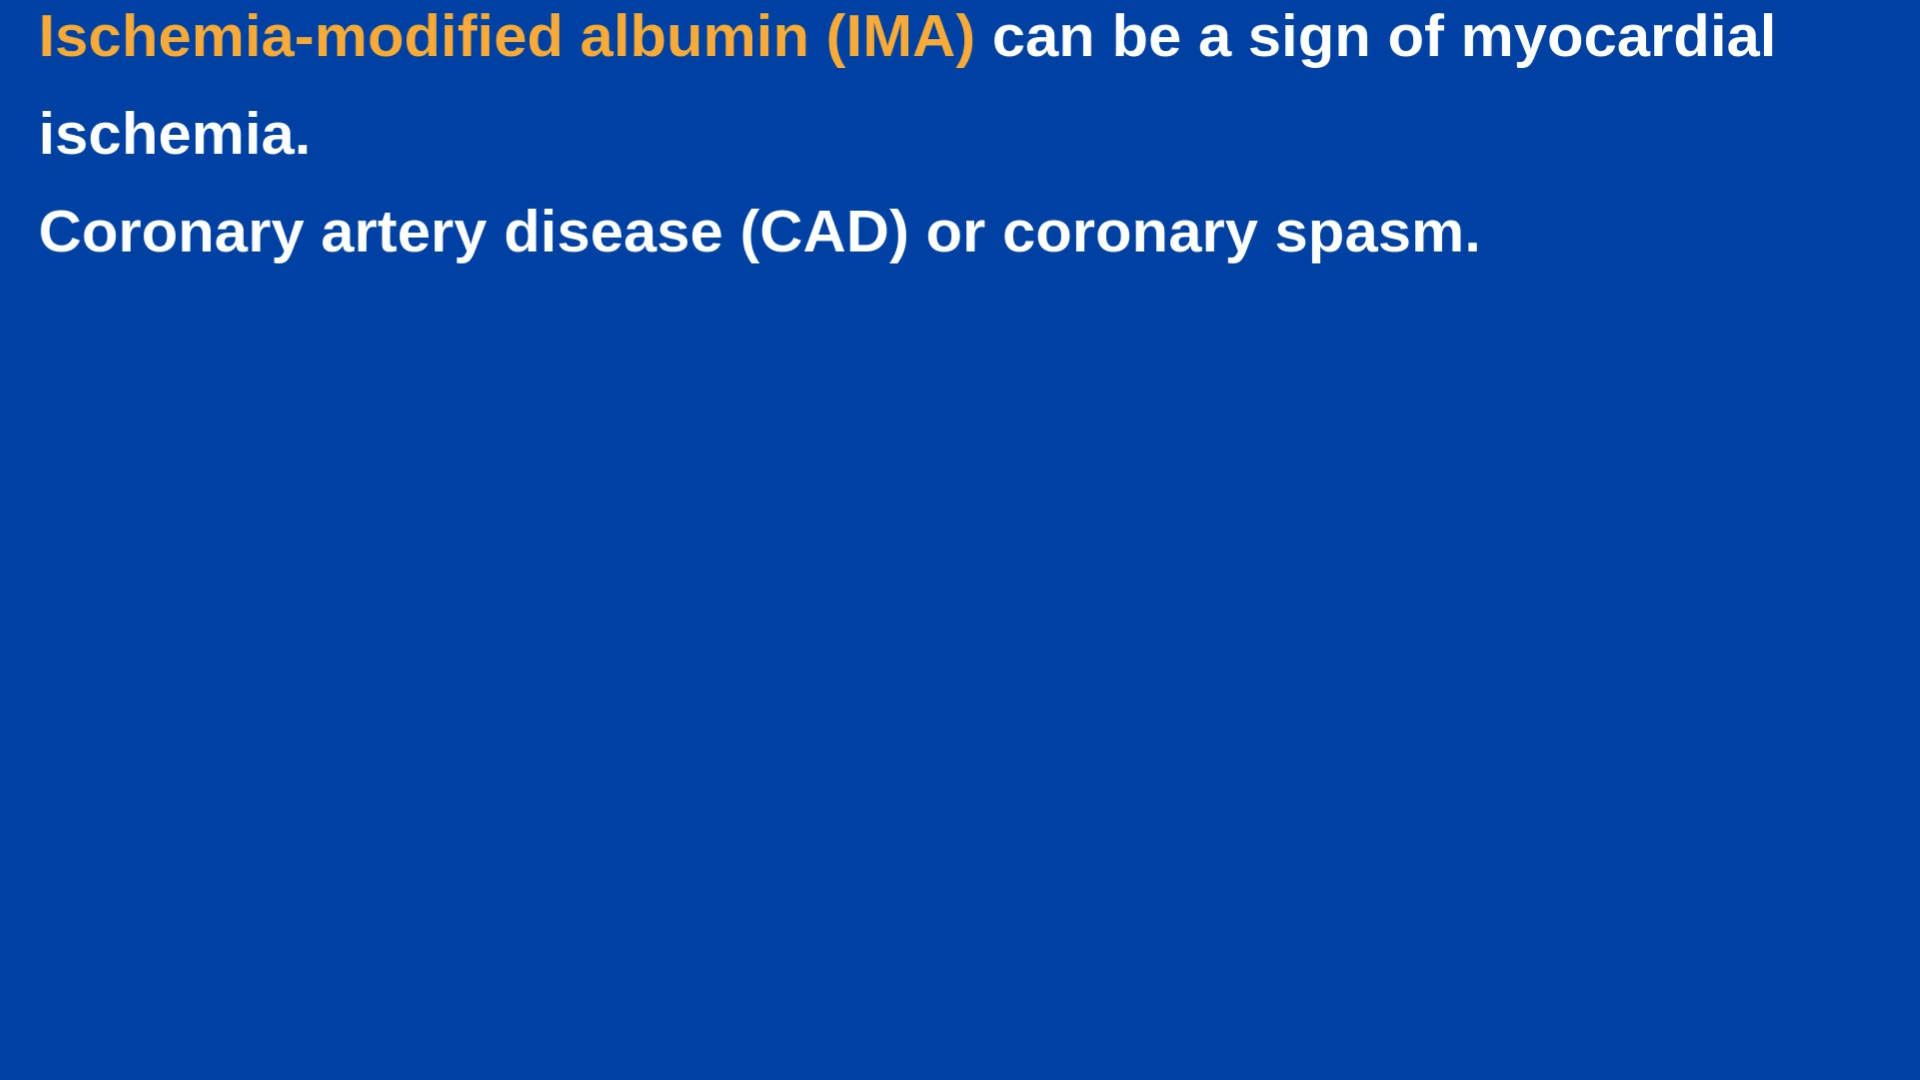 Ischemia-modified albumin (IMA) can be a sign of myocardial
ischemia.
Coronary artery disease (CAD) or coronary spasm.